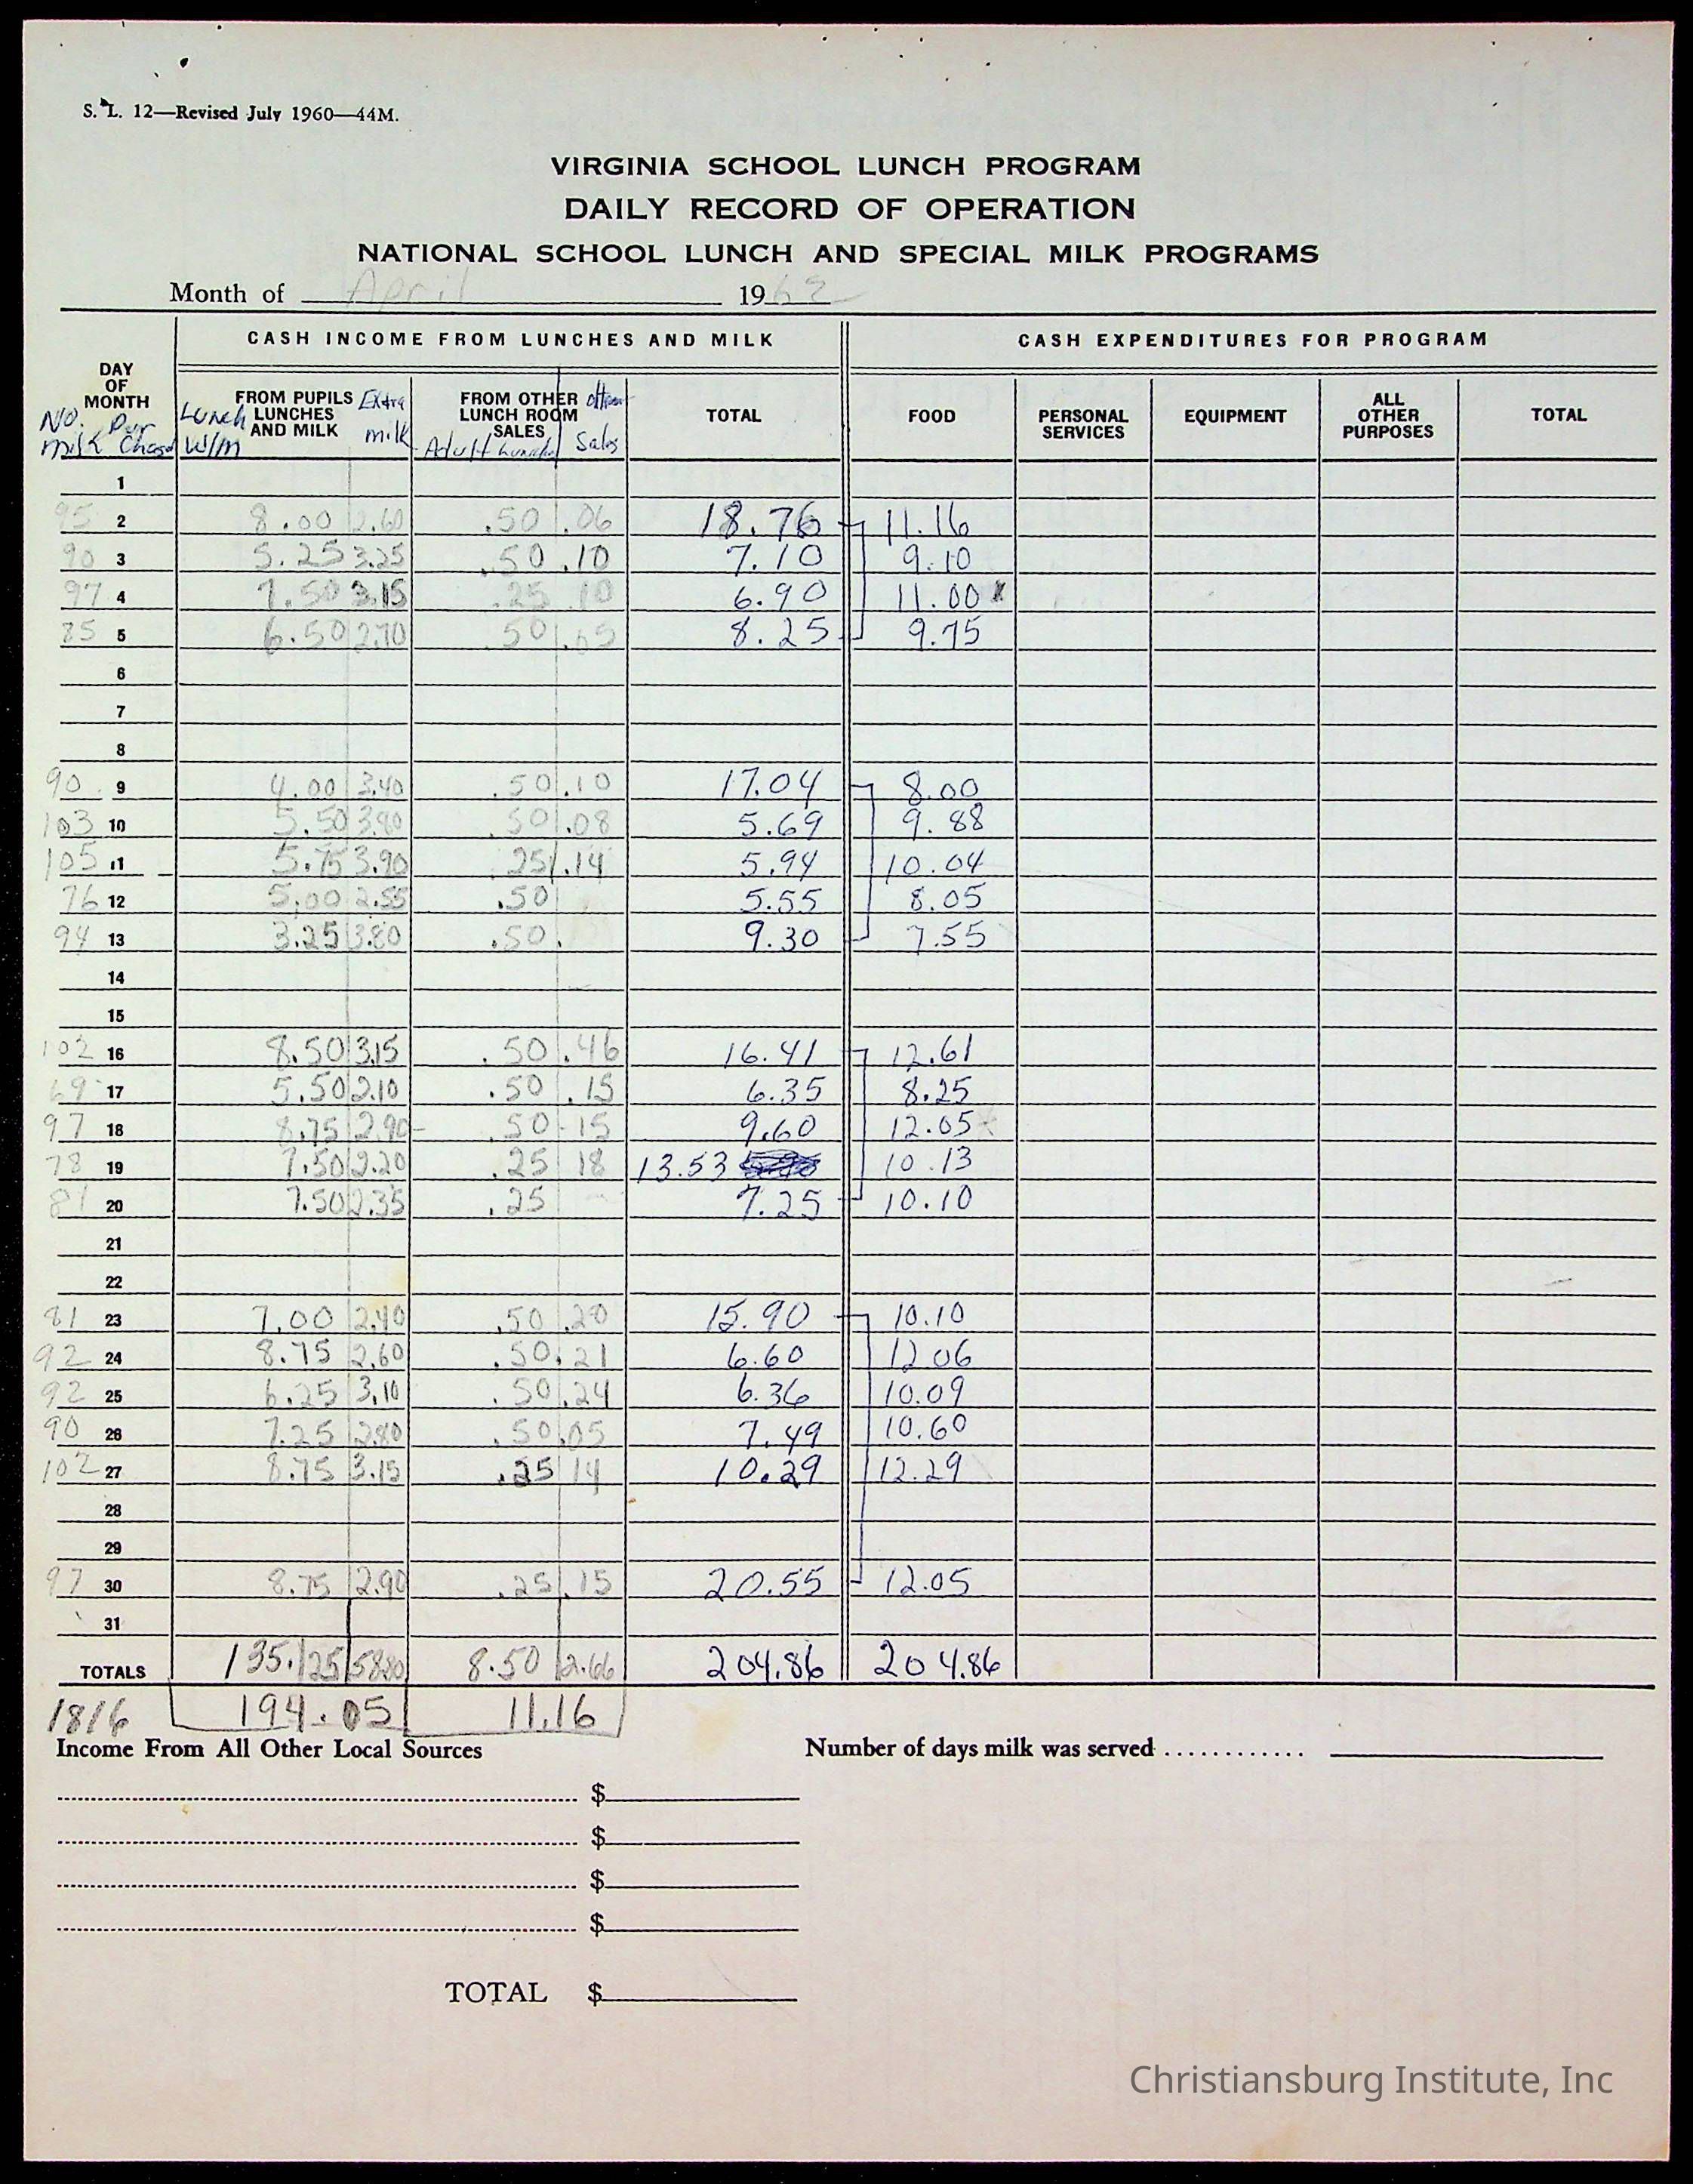 S. L. 12—Revised July 1960—44M.
VIRGINIA SCHOOL LUNCH PROGRAM
DAILY RECORD OF OPERATION
NATIONAL SCHOOL LUNCH AND SPECIAL MILK PROGRAMS
Month of April 1962
CASH INCOME FROM LUNCHES AND MILK CASH EXPENDITURES FOR PROGRAM
DAY OF MONTH No. milk Pur Chased FROM PUPILS LUNCHES AND MILK Lunch W/M Extra milk FROM OTHER LUNCH ROOM SALES Adult Lunches other Sales TOTAL FOOD PERSONAL SERVICES EQUIPMENT ALL OTHER PURPOSES TOTAL
1
95 2 8.00 2.60 .50 .06 18.76 11.16
90 3 5.25 3.25 .50 .10 7.10 9.10
97 4 7.50 3.15 .25 10 6.90 11.00 x
85 5 6.50 2.70 50 .05 8.25 9.75
6
7
8
90 9 4.00 3.40 .50 .10 17.04 8.00
103 10 5.50 3.80 .50 .08 5.69 9.88
105 11 5.75 3.90 .25 .14 5.94 10.04
76 12 5.00 2.55 .50 5.55 8.05
94 13 3.25 3.80 .50 9.30 7.55
14
15
102 16 8.50 3.15 .50 .46 16.41 12.61
69 17 5.50 2.10 .50 .15 6.35 8.25
97 18 8.75 2.90 .50 15 9.60 12.05
78 19 7.50 2.20 .25 18 13.53 10.13
81 20 7.50 2.35 .25 7.25 10.10
21
22
81 23 7.00 2.40 .50 .20 15.90 10.10
92 24 8.75 2.60 .50 .21 6.60 12.06
92 25 6.25 3.10 .50 .24 6.36 10.09
90 26 7.25 2.80 .50 .05 7.49 10.60
102 27 8.75 3.15 .25 14 10.29 12.29
28
29
97 30 8.75 2.90 .25 .15 20.55 12.05
31
TOTALS 135.25 58.80 8.50 2.66 204.86 204.86
1816 194.05 11.16
Income From All Other Local Sources Number of days milk was served ............
$
$
$
$
TOTAL $
Christiansburg Institute, Inc